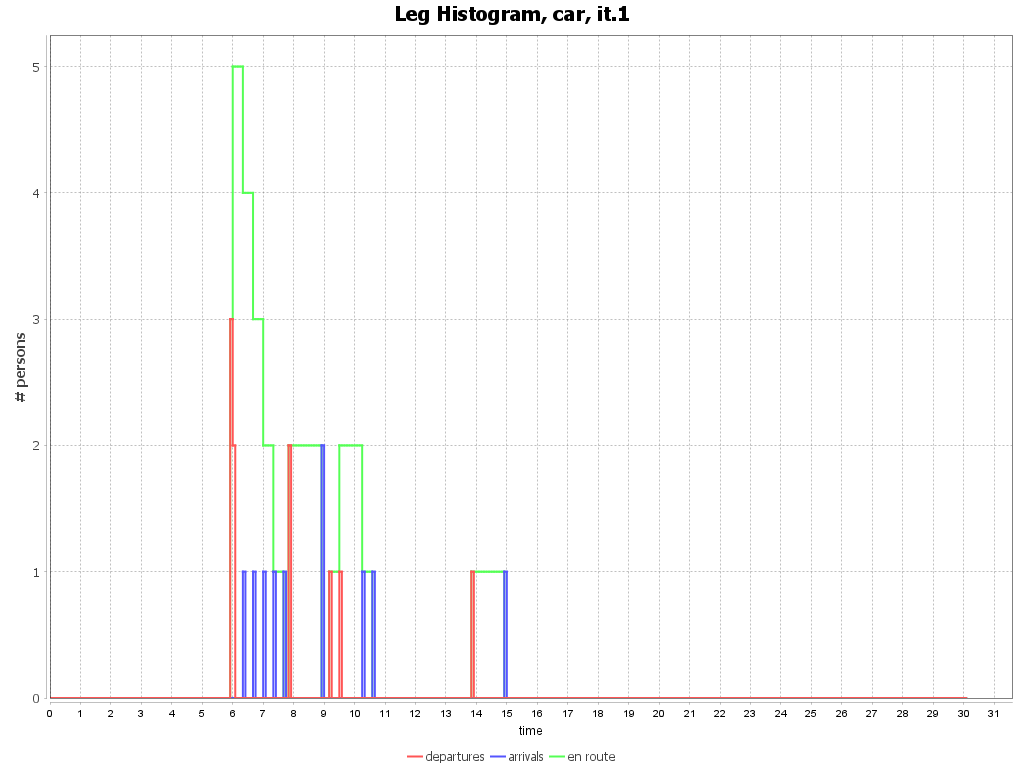 Leg Histogram, car, it.1
# persons
5
4
3
2
1
0
0 1 2 3 4 5 6 7 8 9 10 11 12 13 14 15 16 17 18 19 20 21 22 23 24 25 26 27 28 29 30 31
time
departures arrivals en route